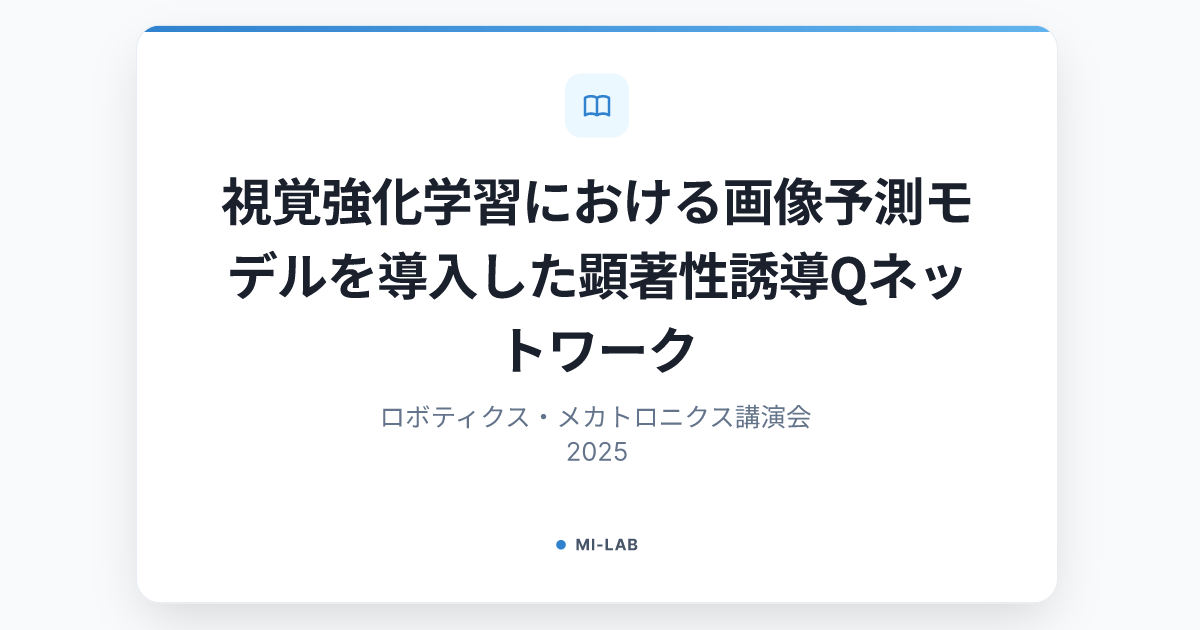 視覚強化学習における画像予測モ
デルを導入した顕著性誘導Qネッ
トワーク
ロボティクス・メカトロニクス講演会
2025
MI-LAB